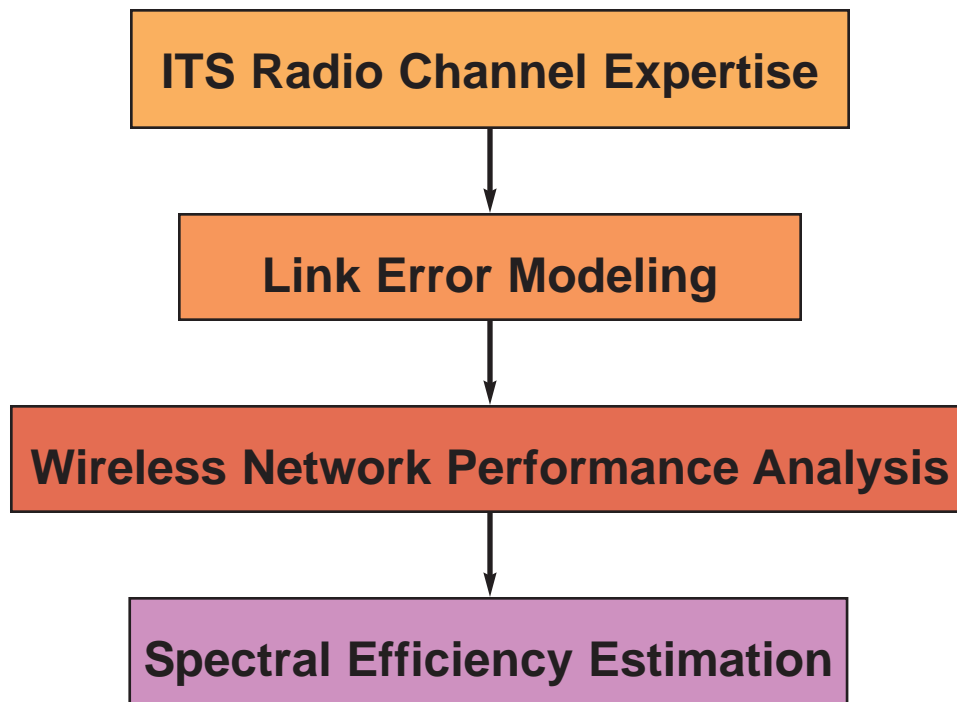 ITS Radio Channel Expertise
Link Error Modeling
Wireless Network Performance Analysis
Spectral Efficiency Estimation